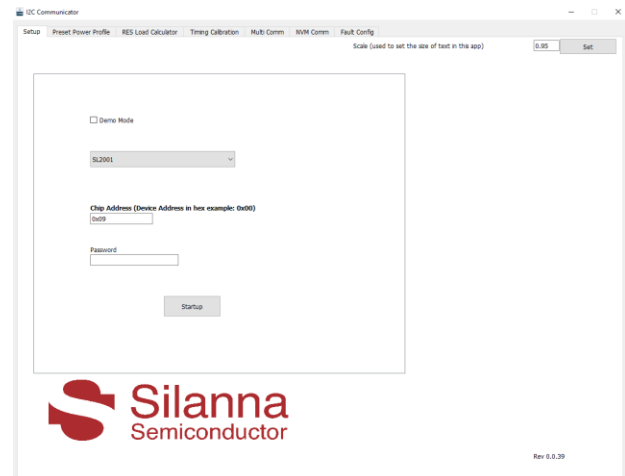 I2C Communicator
Setup Preset Power Profile RES Load Calculator Timing Calibration Multi Comm NVM Comm Fault Config
Scale (used to set the size of text in this app) 0.95 Set
Demo Mode
SL2001
Chip Address (Device Address in hex example: 0x00)
0x09
Password
Startup
Silanna
Semiconductor
Rev 0.0.39